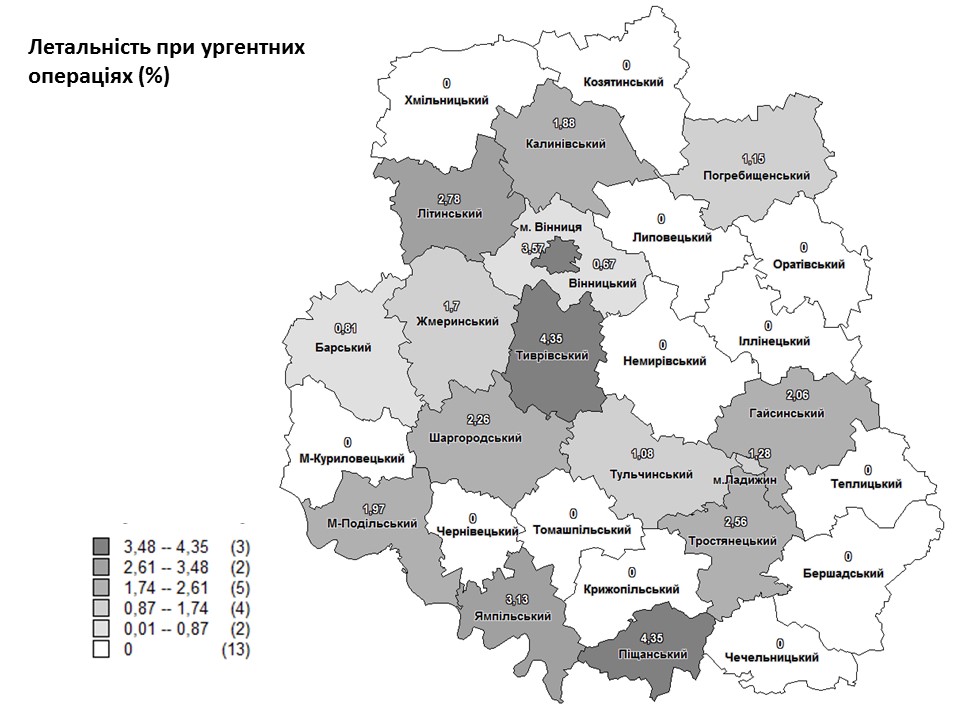 Летальність при ургентних
операціях (%)
0
Хмільницький
0
Козятинський
1,88
Калинівський
1,15
Погребищенський
2,78
Літинський
0
Липовецький
м. Вінниця
3,57
0,67
Вінницький
0
Оратівський
1,7
Жмеринський
0,81
Барський
4,35
Тиврівський
0
Немирівський
0
Іллінецький
2,06
Гайсинський
2,26
Шаргородський
0
М-Куриловецький
1,08
Тульчинський
1,28
м.Ладижин
0
Теплицький
1,97
М-Подільський
0
Чернівецький
0
Томашпільський
2,56
Тростянецький
0
Бершадський
0
Крижопільський
3,13
Ямпільський
4,35
Піщанський
0
Чечельницький
3,48 -- 4,35 (3)
2,61 -- 3,48 (2)
1,74 -- 2,61 (5)
0,87 -- 1,74 (4)
0,01 -- 0,87 (2)
0 (13)